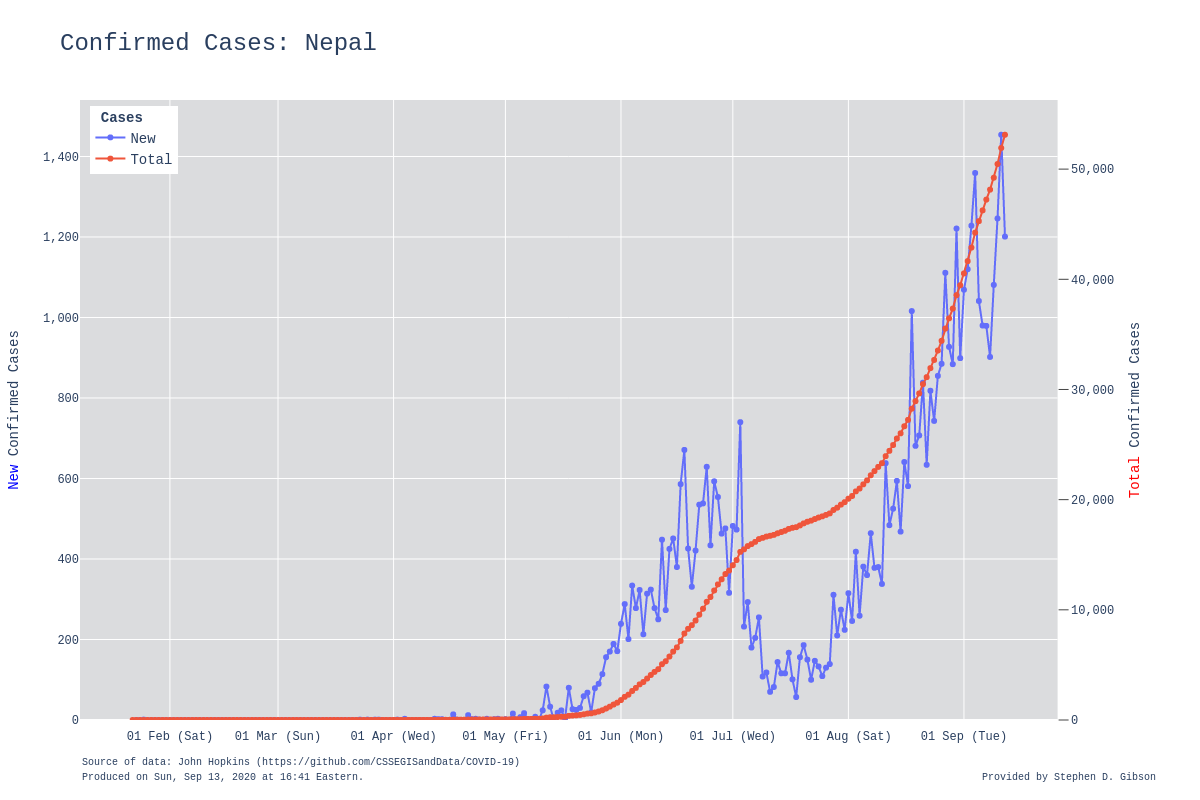 Confirmed Cases: Nepal
Cases
New
Total
1,400
1,200
1,000
800
600
400
200
0
50,000
40,000
30,000
20,000
10,000
0
New Confirmed Cases
Total Confirmed Cases
01 Feb (Sat) 01 Mar (Sun) 01 Apr (Wed) 01 May (Fri) 01 Jun (Mon) 01 Jul (Wed) 01 Aug (Sat) 01 Sep (Tue)
Source of data: John Hopkins (https://github.com/CSSEGISandData/COVID-19)
Produced on Sun, Sep 13, 2020 at 16:41 Eastern.
Provided by Stephen D. Gibson